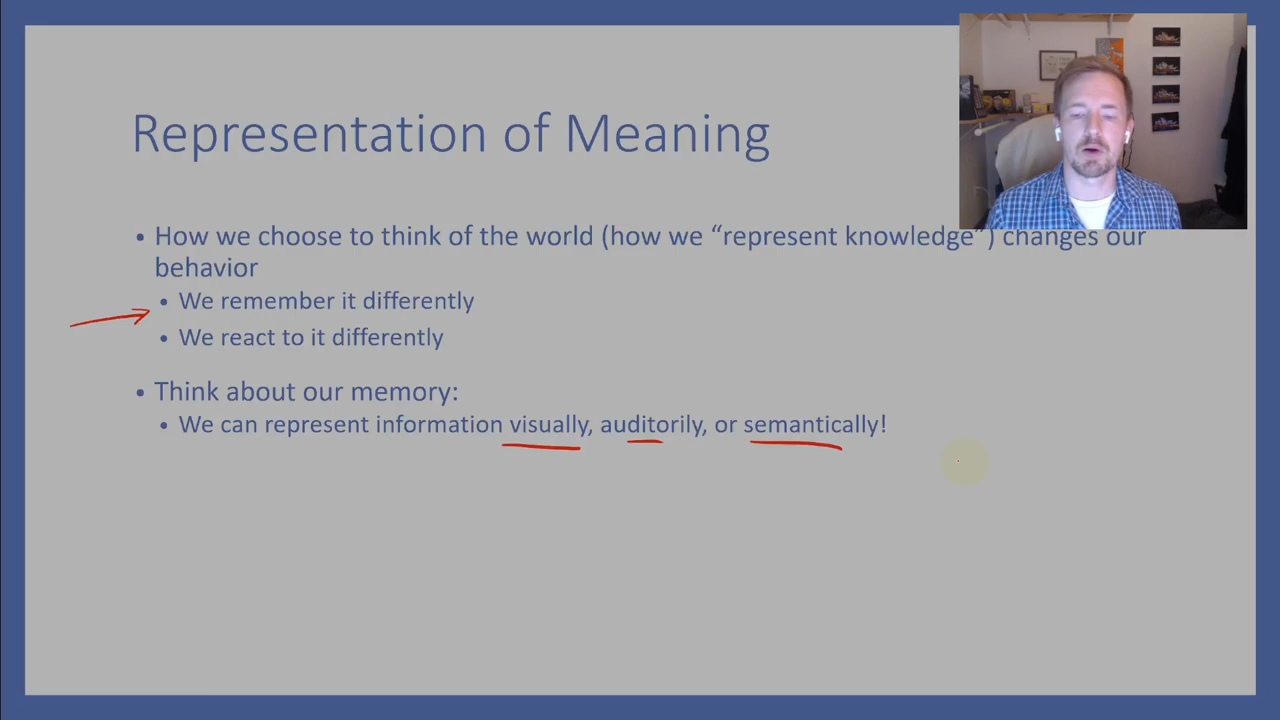 Representation of Meaning
• How we choose to think of the world (how we “represent knowledge”) changes our
behavior
• We remember it differently
• We react to it differently
• Think about our memory:
• We can represent information visually, auditorily, or semantically!